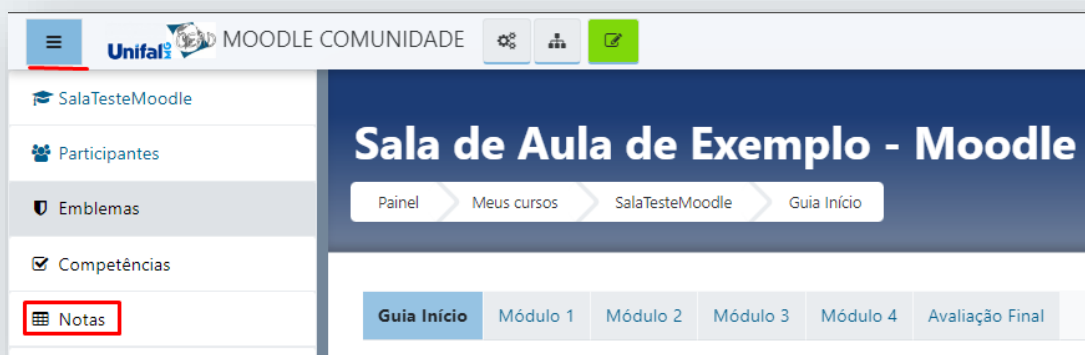 Unifal MOODLE COMUNIDADE
SalaTesteMoodle
Participantes
Emblemas
Competências
Notas
Sala de Aula de Exemplo - Moodle
Painel Meus cursos SalaTesteMoodle Guia Início
Guia Início Módulo 1 Módulo 2 Módulo 3 Módulo 4 Avaliação Final